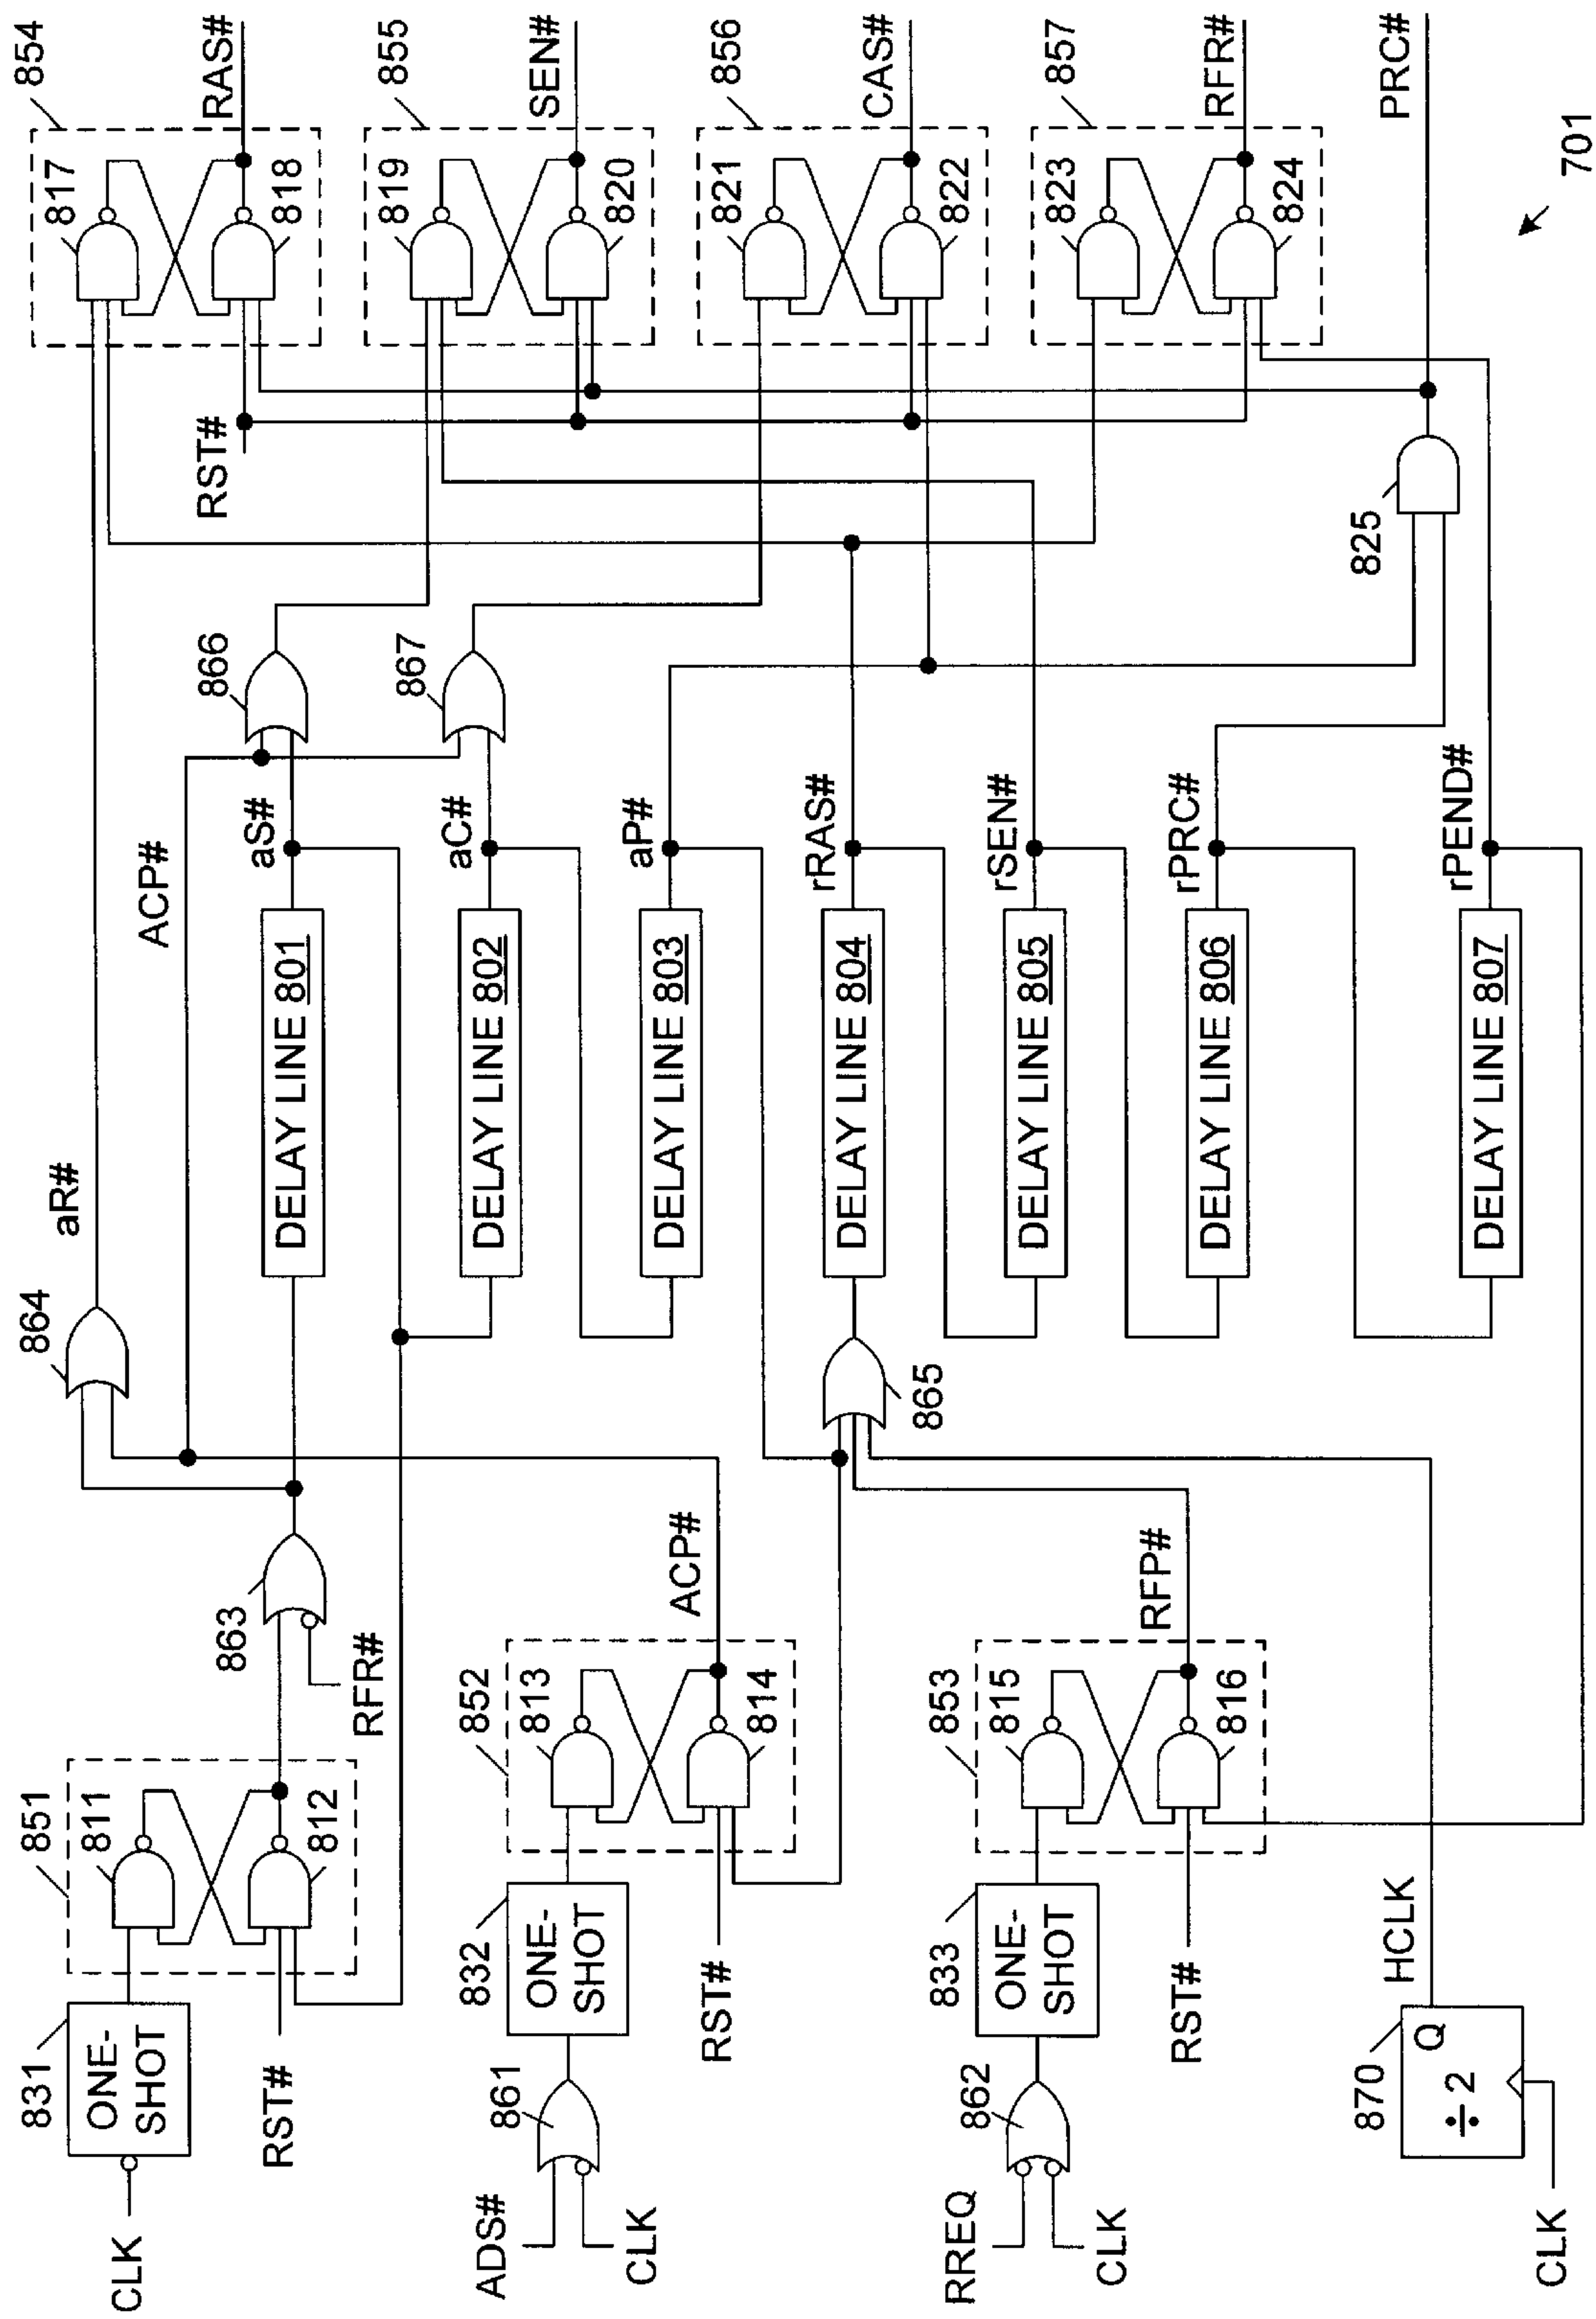 854
RAS#
817
818
855
SEN#
819
820
856
CAS#
821
822
857
RFR#
823
824
PRC#
701
RST#
825
866
867
ACP#
aS#
aC#
aP#
rRAS#
rSEN#
rPRC#
rPEND#
aR#
DELAY LINE 801
DELAY LINE 802
DELAY LINE 803
DELAY LINE 804
DELAY LINE 805
DELAY LINE 806
DELAY LINE 807
864
865
863
RFR#
ACP#
RFP#
851
811
812
852
813
814
853
815
816
831
ONE-
SHOT
RST#
832
ONE-
SHOT
RST#
833
ONE-
SHOT
RST#
HCLK
870
Q
÷2
CLK
861
ADS#
CLK
862
RREQ
CLK
CLK